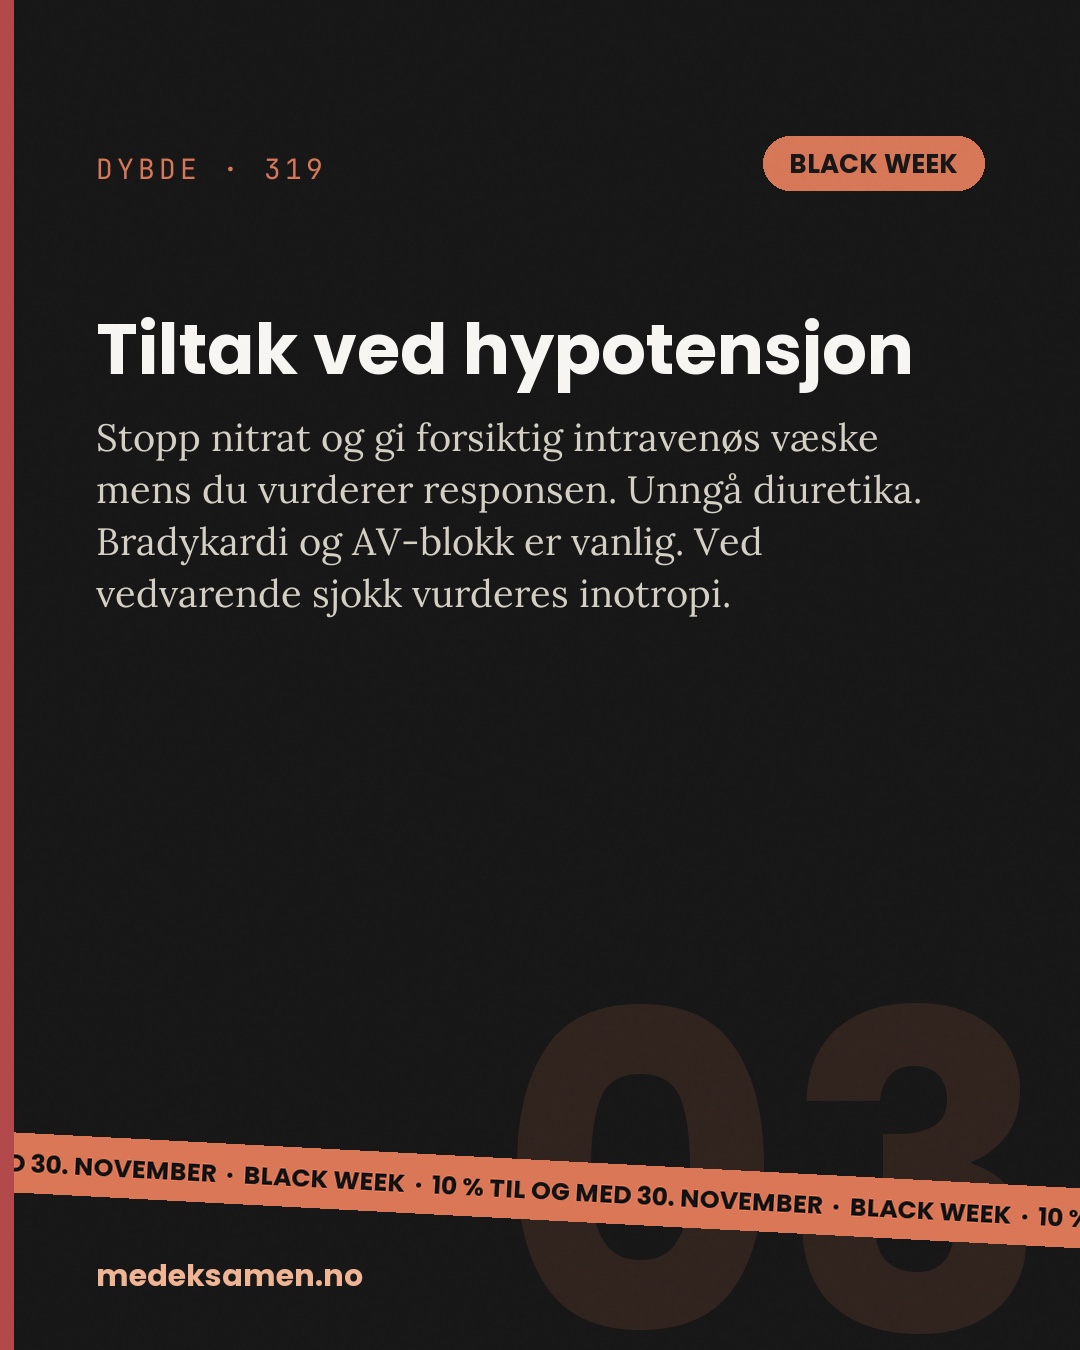 DYBDE · 319
BLACK WEEK
Tiltak ved hypotensjon
Stopp nitrat og gi forsiktig intravenøs væske
mens du vurderer responsen. Unngå diuretika.
Bradykardi og AV-blokk er vanlig. Ved
vedvarende sjokk vurderes inotropi.
03
D 30. NOVEMBER · BLACK WEEK · 10 % TIL OG MED 30. NOVEMBER · BLACK WEEK · 10 %
medeksamen.no